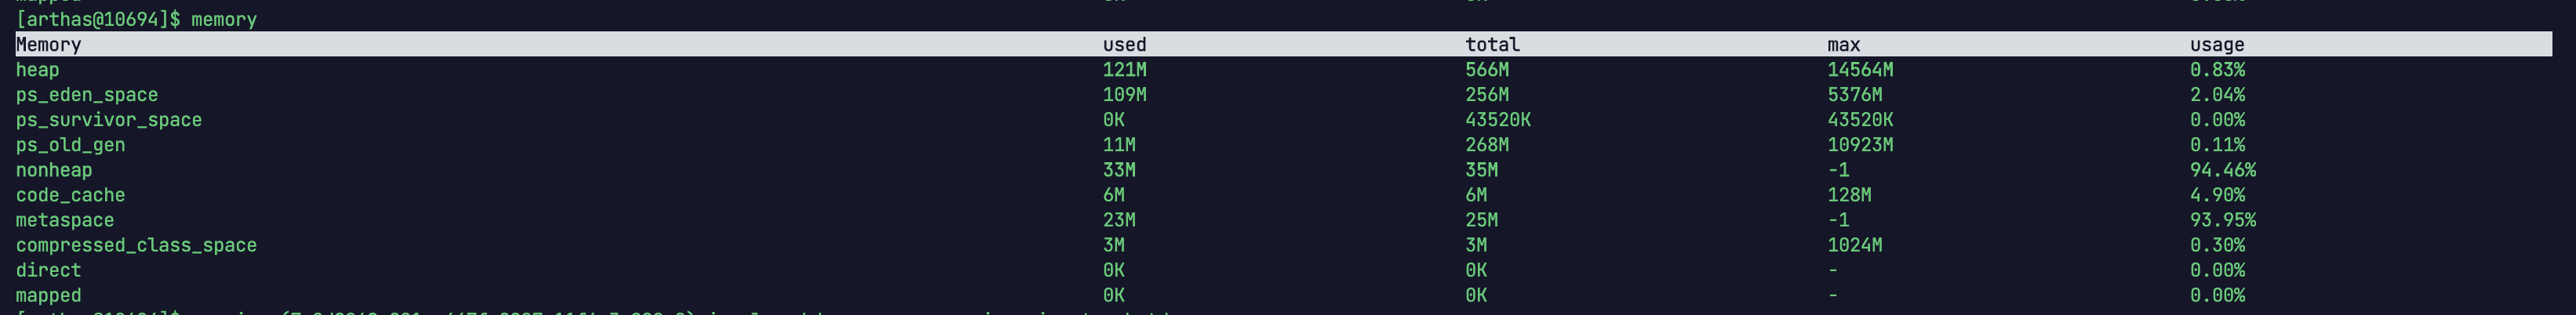 [arthas@10694]$ memory
Memory used total max usage
heap 121M 566M 14564M 0.83%
ps_eden_space 109M 256M 5376M 2.04%
ps_survivor_space 0K 43520K 43520K 0.00%
ps_old_gen 11M 268M 10923M 0.11%
nonheap 33M 35M -1 94.46%
code_cache 6M 6M 128M 4.90%
metaspace 23M 25M -1 93.95%
compressed_class_space 3M 3M 1024M 0.30%
direct 0K 0K - 0.00%
mapped 0K 0K - 0.00%